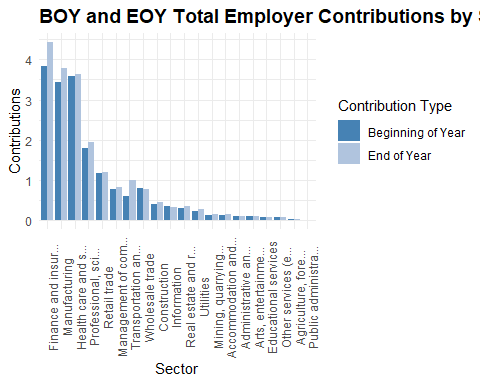 BOY and EOY Total Employer Contributions by S
4
3
2
1
0
Contributions
Finance and insur...
Manufacturing
Health care and s...
Professional, sci...
Retail trade
Management of com...
Transportation an...
Wholesale trade
Construction
Information
Real estate and r...
Utilities
Mining, quarrying...
Accommodation and...
Administrative an...
Arts, entertainme...
Educational services
Other services (e...
Agriculture, fore...
Public administra...
Sector
Contribution Type
Beginning of Year
End of Year